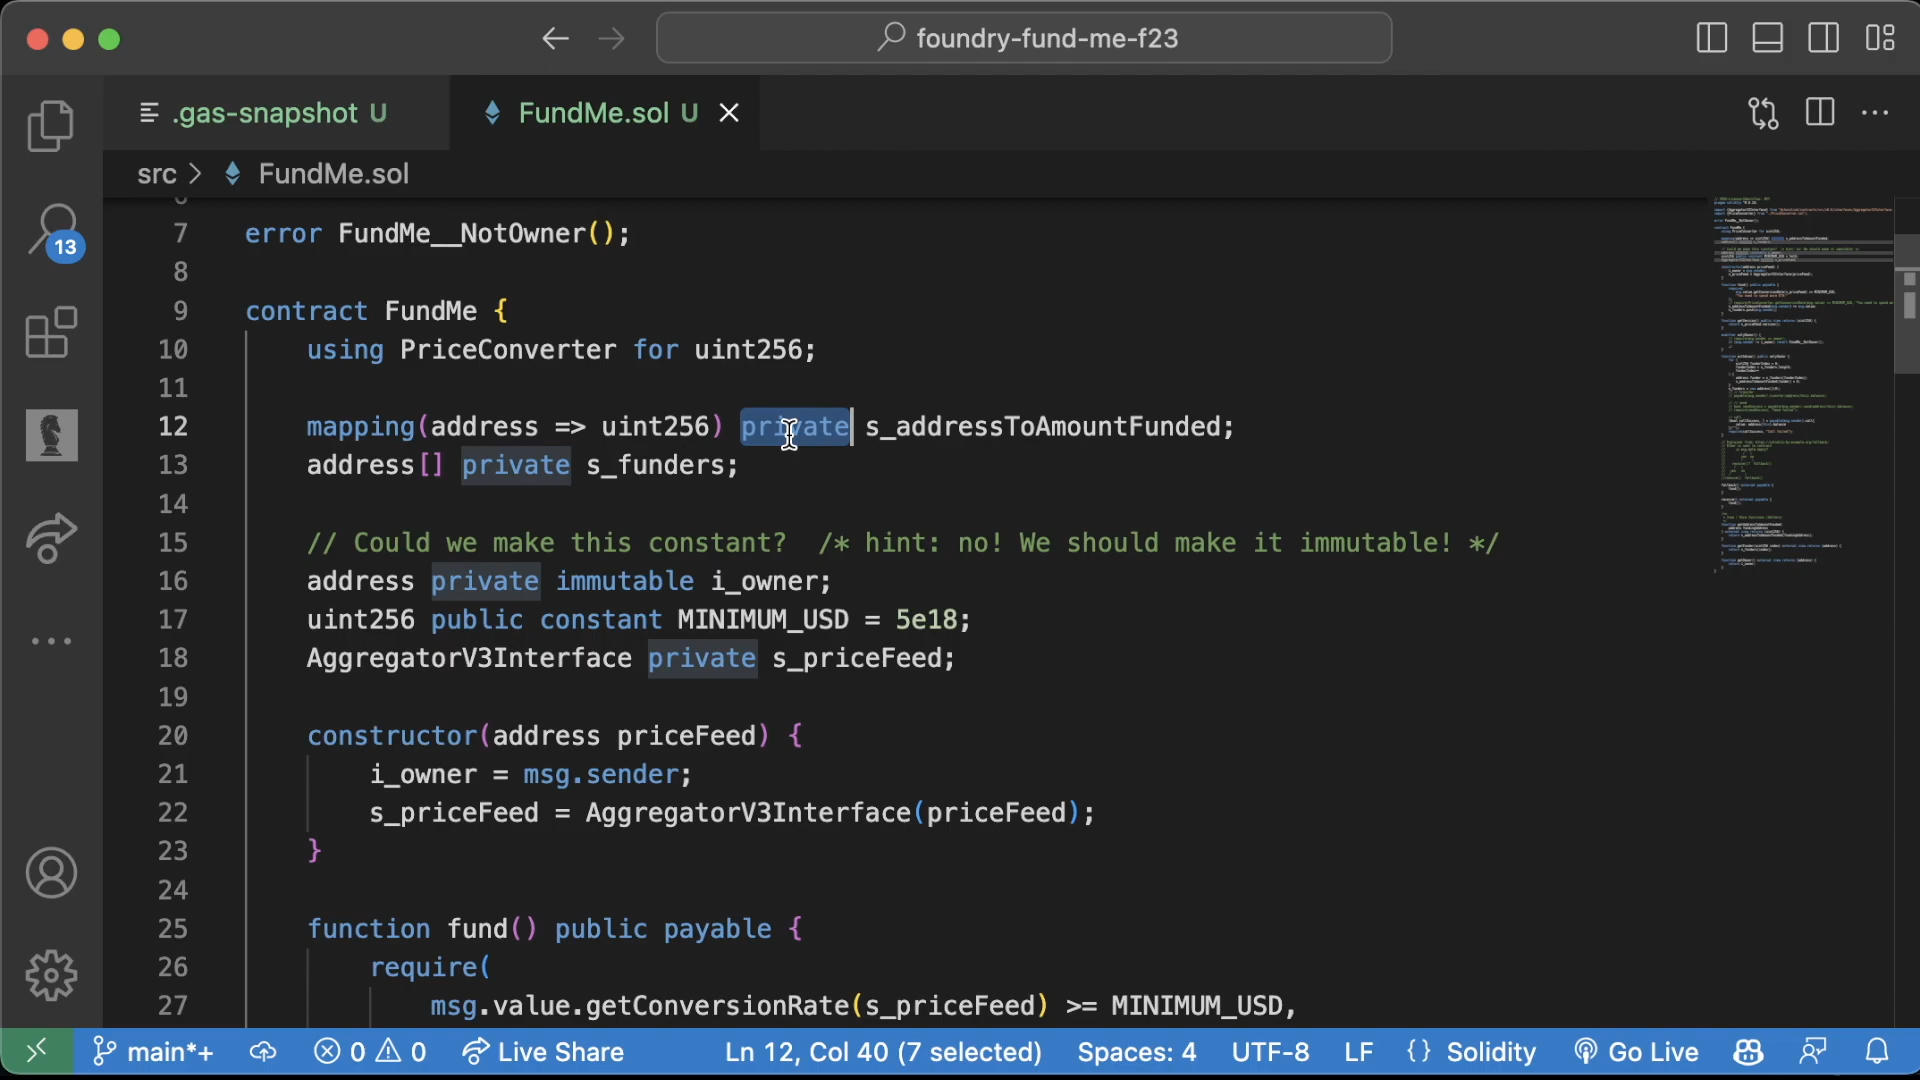 foundry-fund-me-f23
.gas-snapshot U
FundMe.sol U
src > FundMe.sol
13
7 error FundMe__NotOwner();
8
9 contract FundMe {
10 using PriceConverter for uint256;
11
12 mapping(address => uint256) private s_addressToAmountFunded;
13 address[] private s_funders;
14
15 // Could we make this constant?  /* hint: no! We should make it immutable! */
16 address private immutable i_owner;
17 uint256 public constant MINIMUM_USD = 5e18;
18 AggregatorV3Interface private s_priceFeed;
19
20 constructor(address priceFeed) {
21 i_owner = msg.sender;
22 s_priceFeed = AggregatorV3Interface(priceFeed);
23 }
24
25 function fund() public payable {
26 require(
27 msg.value.getConversionRate(s_priceFeed) >= MINIMUM_USD,
main*+ 0 0 Live Share Ln 12, Col 40 (7 selected) Spaces: 4 UTF-8 LF {} Solidity Go Live